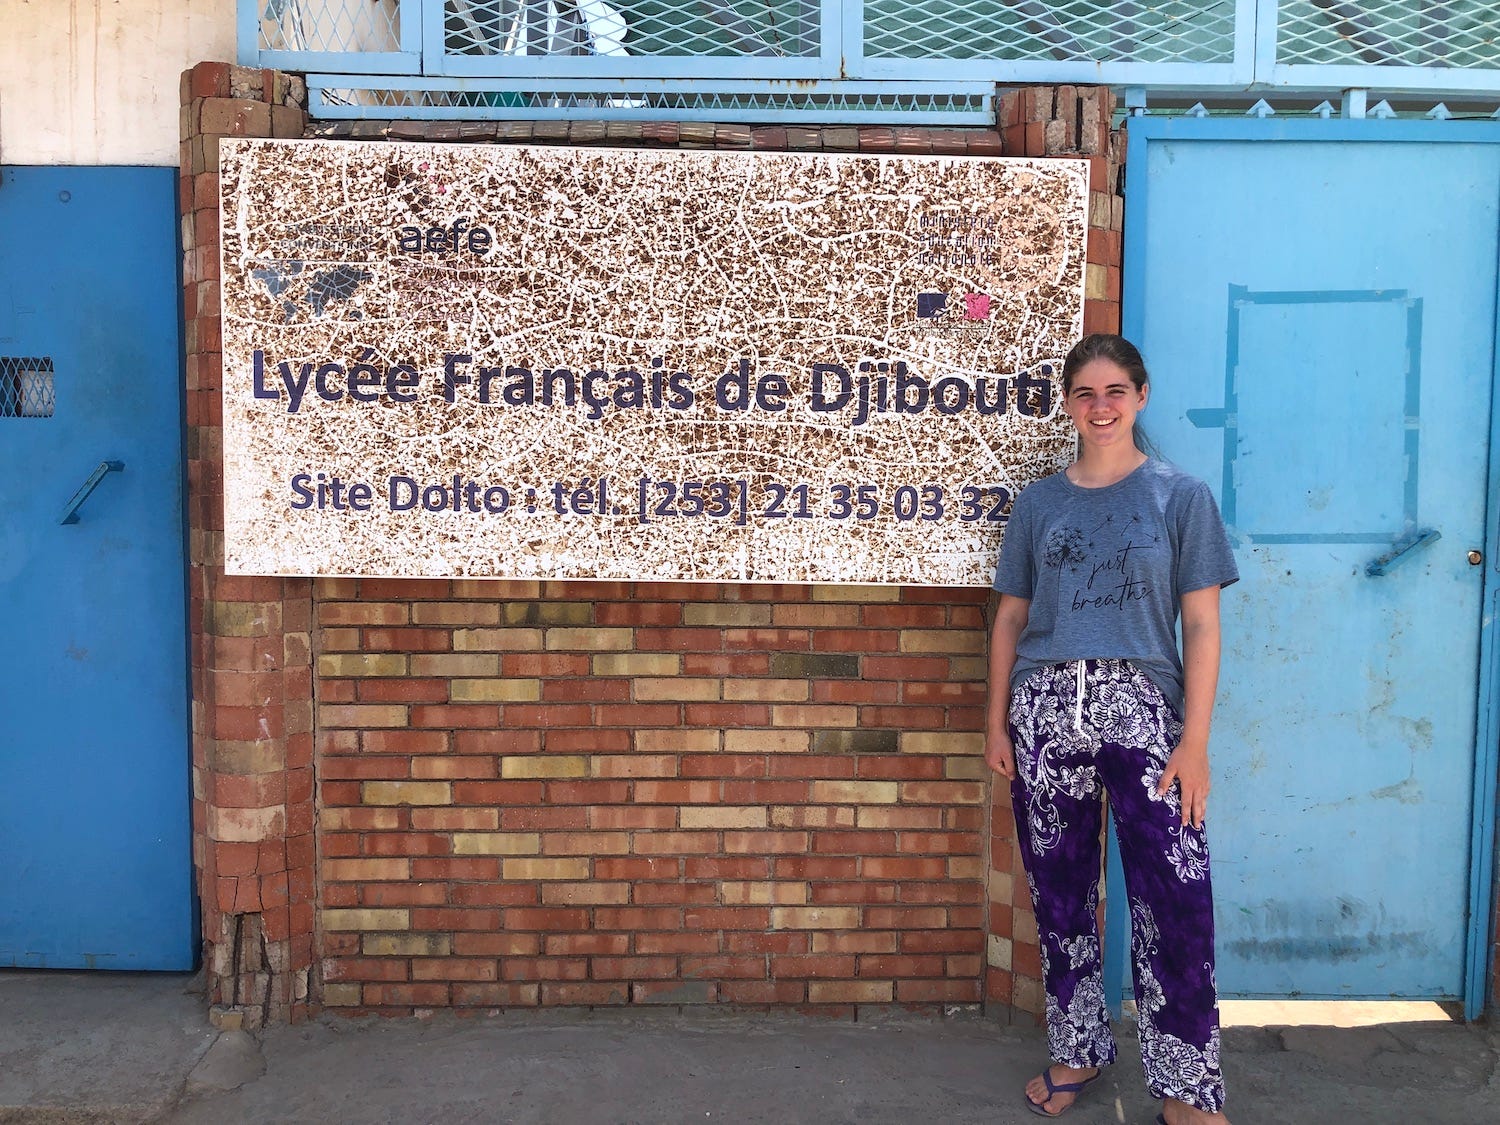 aefe
Lycée Français de Djibouti
Site Dolto : tél. [253] 21 35 03 32
just
breathe